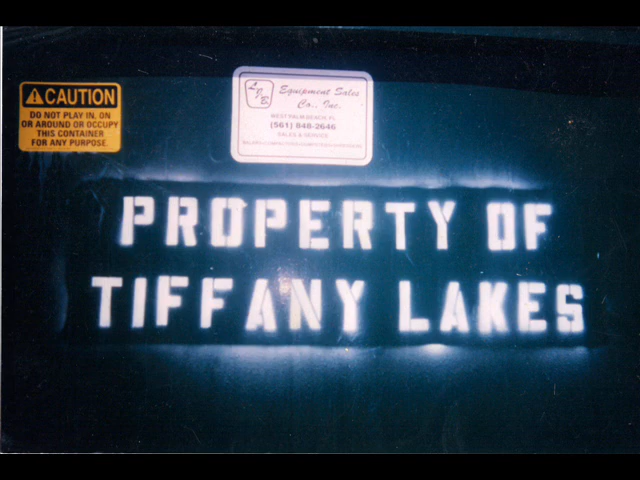 CAUTION
DO NOT PLAY IN, ON
OR AROUND OR OCCUPY
THIS CONTAINER
FOR ANY PURPOSE.
Equipment Sales
Co., Inc.
WEST PALM BEACH, FL
(561) 848-2646
SALES & SERVICE
PROPERTY OF
TIFFANY LAKES